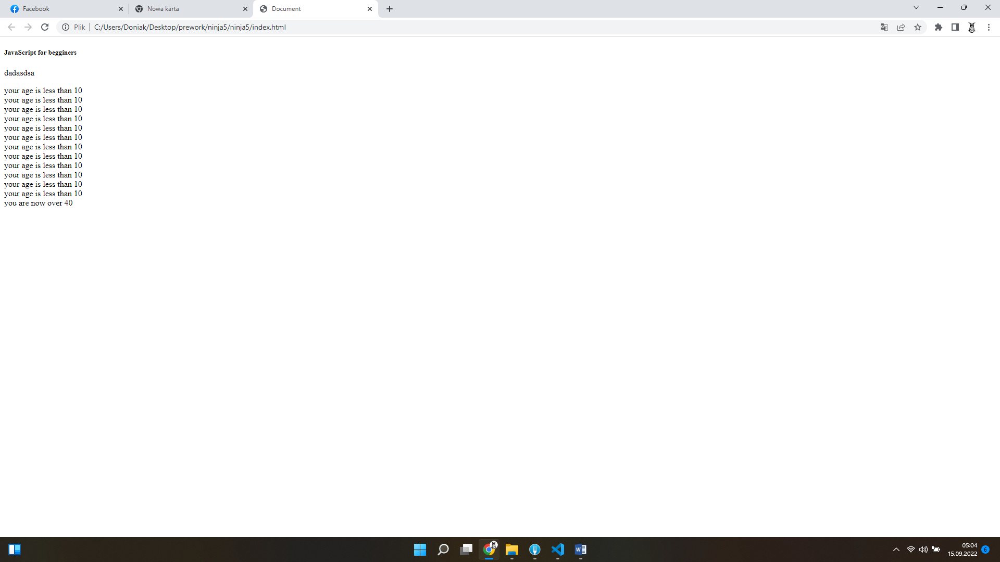 Facebook
Nowa karta
Document
Plik
C:/Users/Doniak/Desktop/prework/ninja5/ninja5/index.html
JavaScript for begginers
dadasdsa
your age is less than 10
your age is less than 10
your age is less than 10
your age is less than 10
your age is less than 10
your age is less than 10
your age is less than 10
your age is less than 10
your age is less than 10
your age is less than 10
your age is less than 10
your age is less than 10
you are now over 40
05:04
15.09.2022
6